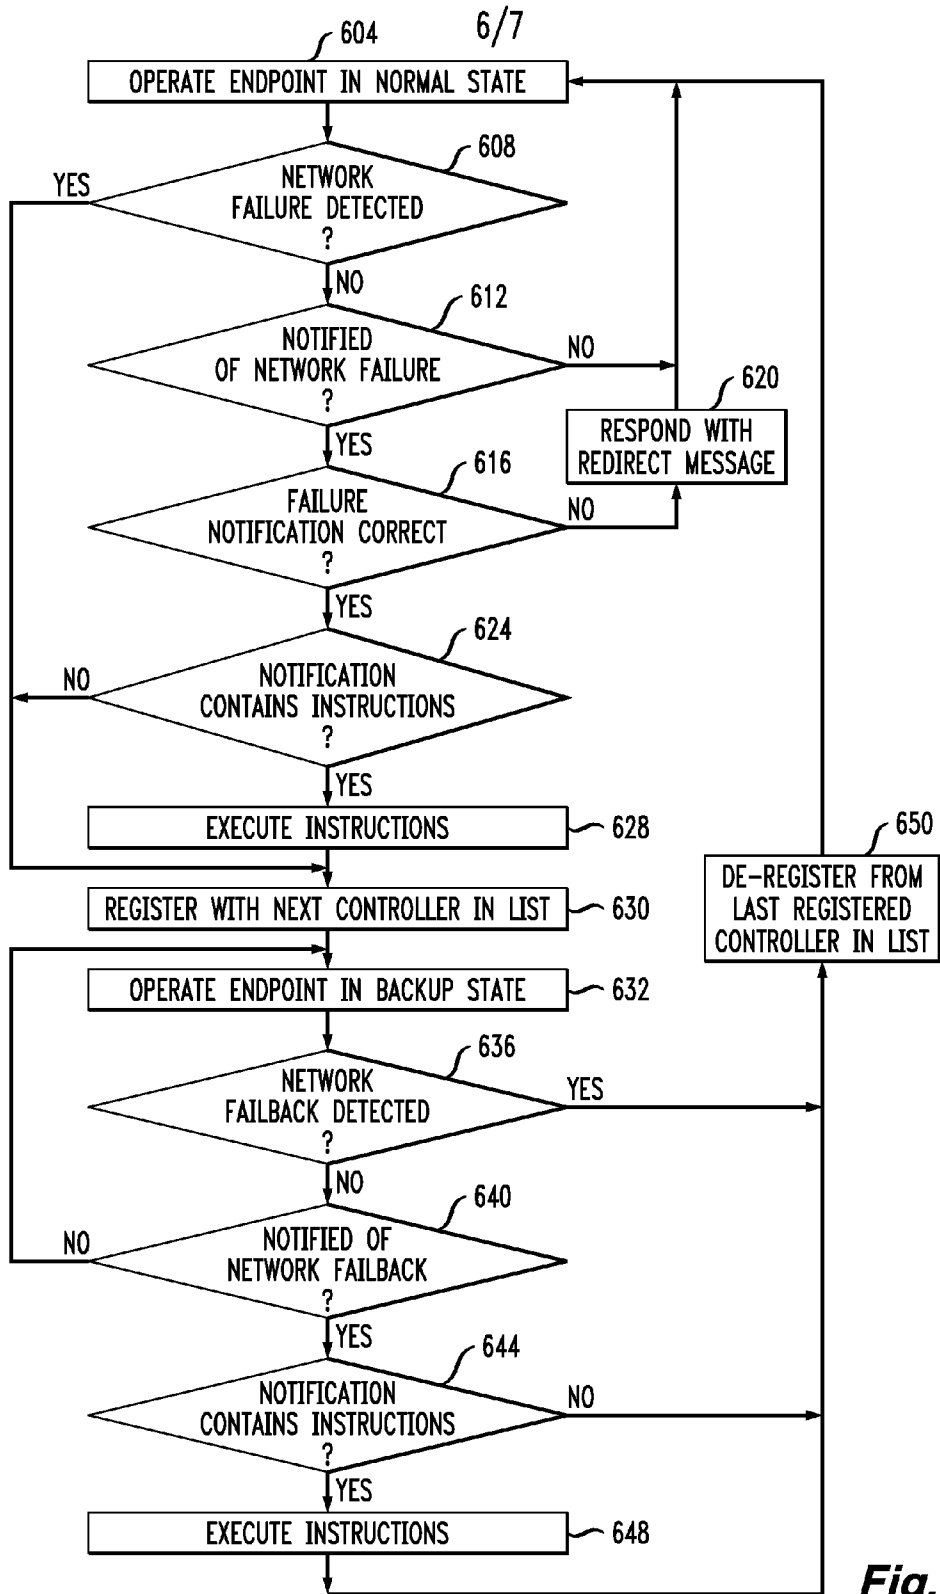 6/7
604
OPERATE ENDPOINT IN NORMAL STATE
608
NETWORK
FAILURE DETECTED
?
YES
NO
612
NOTIFIED
OF NETWORK FAILURE
?
NO
YES
620
RESPOND WITH
REDIRECT MESSAGE
616
FAILURE
NOTIFICATION CORRECT
?
NO
YES
624
NOTIFICATION
CONTAINS INSTRUCTIONS
?
NO
YES
EXECUTE INSTRUCTIONS
628
650
DE-REGISTER FROM
LAST REGISTERED
CONTROLLER IN LIST
REGISTER WITH NEXT CONTROLLER IN LIST
630
OPERATE ENDPOINT IN BACKUP STATE
632
636
NETWORK
FAILBACK DETECTED
?
YES
NO
640
NOTIFIED OF
NETWORK FAILBACK
?
NO
YES
644
NOTIFICATION
CONTAINS INSTRUCTIONS
?
NO
YES
EXECUTE INSTRUCTIONS
648
Fig.